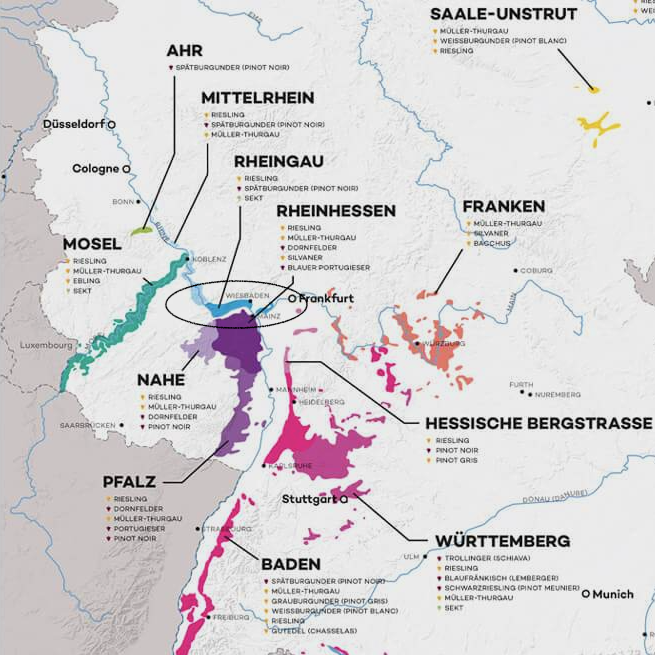 SAALE-UNSTRUT
MÜLLER-THURGAU
WEISSBURGUNDER (PINOT BLANC)
RIESLING
AHR
SPÄTBURGUNDER (PINOT NOIR)
MITTELRHEIN
RIESLING
SPÄTBURGUNDER (PINOT NOIR)
MÜLLER-THURGAU
Düsseldorf
Cologne
BONN
RHEINGAU
RIESLING
SPÄTBURGUNDER (PINOT NOIR)
SEKT
RHEINHESSEN
RIESLING
MÜLLER-THURGAU
DORNFELDER
SILVANER
BLAUER PORTUGIESER
FRANKEN
MÜLLER-THURGAU
SILVANER
BACCHUS
MOSEL
RIESLING
MÜLLER-THURGAU
EBLING
SEKT
KOBLENZ
COBURG
MAIN
WIESBADEN
Frankfurt
MAINZ
Luxembourg
WÜRZBURG
NAHE
RIESLING
MÜLLER-THURGAU
DORNFELDER
PINOT NOIR
MANNHEIM
HEIDELBERG
FURTH
NUREMBERG
SAARBRÜCKEN
HESSISCHE BERGSTRASSE
RIESLING
PINOT NOIR
PINOT GRIS
KARLSRUHE
PFALZ
RIESLING
DORNFELDER
MÜLLER-THURGAU
PORTUGIESER
PINOT NOIR
Stuttgart
DONAU (DANUBE)
STRASBOURG
ULM
WÜRTTEMBERG
TROLLINGER (SCHIAVA)
RIESLING
BLAUFRÄNKISCH (LEMBERGER)
SCHWARZRIESLING (PINOT MEUNIER)
MÜLLER-THURGAU
SEKT
BADEN
SPÄTBURGUNDER (PINOT NOIR)
MÜLLER-THURGAU
GRAUBURGUNDER (PINOT GRIS)
WEISSBURGUNDER (PINOT BLANC)
RIESLING
GUTEDEL (CHASSELAS)
Munich
FREIBURG